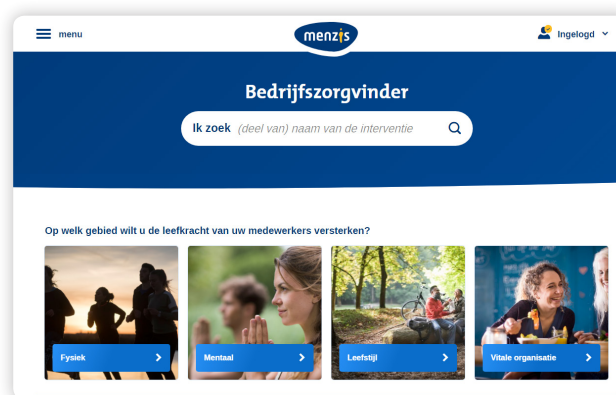 menu
menzis
Ingelogd
Bedrijfszorgvinder
Ik zoek (deel van) naam van de interventie
Op welk gebied wilt u de leefkracht van uw medewerkers versterken?
Fysiek
Mentaal
Leefstijl
Vitale organisatie